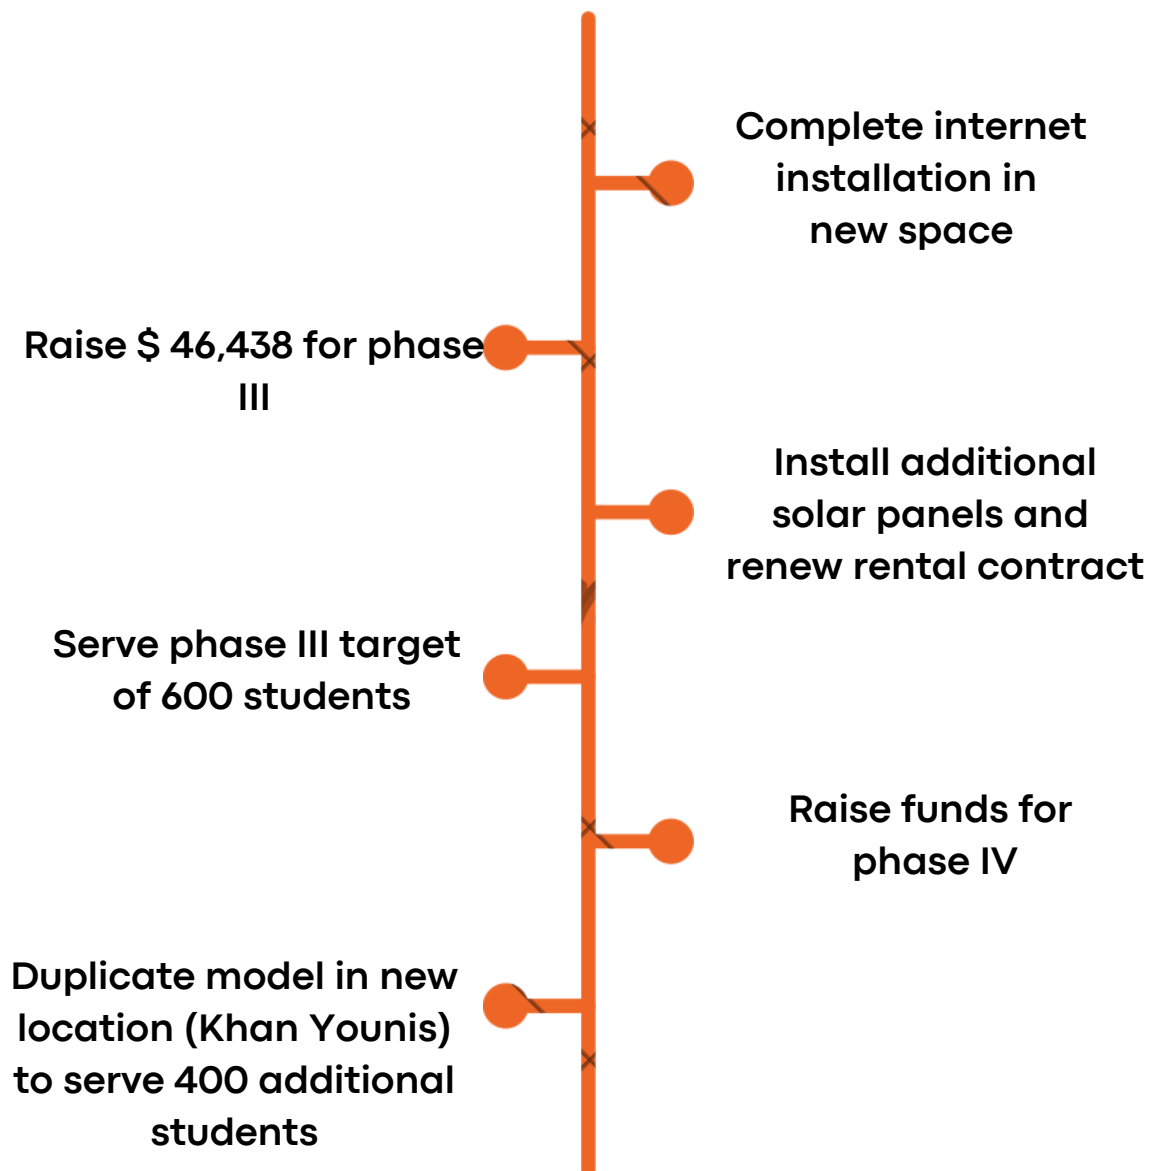 Complete internet
installation in
new space
Raise $ 46,438 for phase
III
Install additional
solar panels and
renew rental contract
Serve phase III target
of 600 students
Raise funds for
phase IV
Duplicate model in new
location (Khan Younis)
to serve 400 additional
students